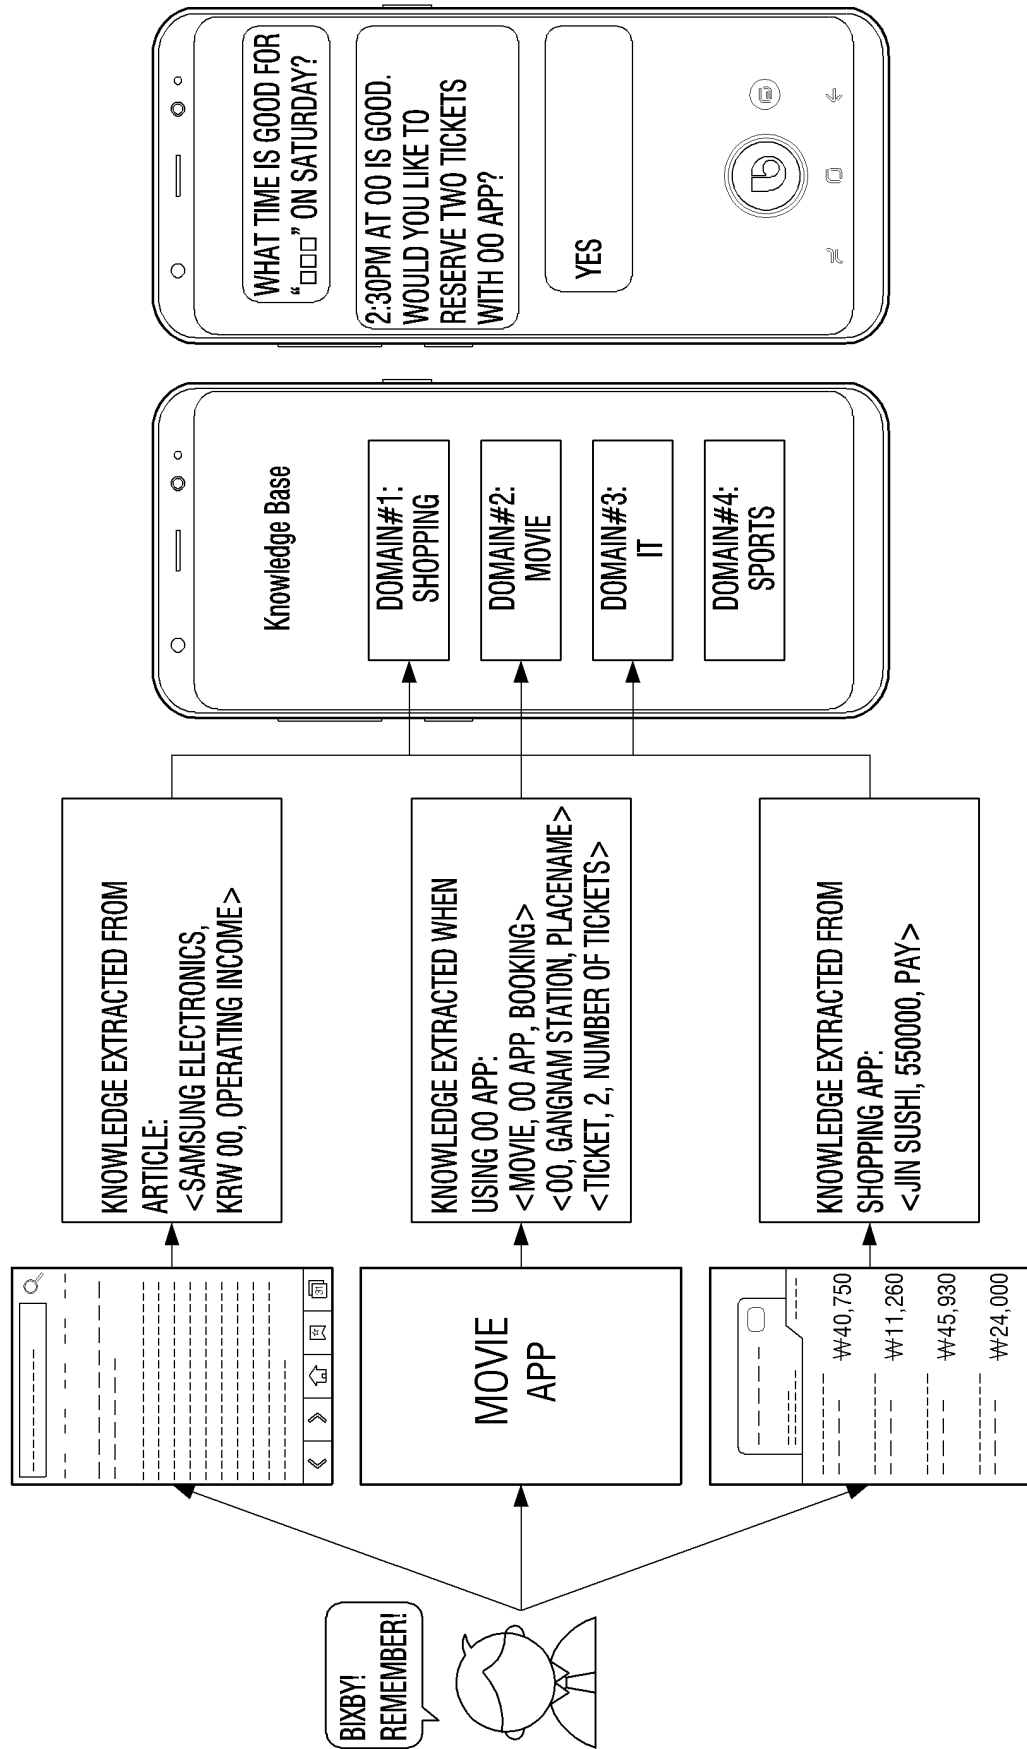 BIXBY!
REMEMBER!
31
MOVIE
APP
₩40,750
₩11,260
₩45,930
₩24,000
KNOWLEDGE EXTRACTED FROM
ARTICLE:
<SAMSUNG ELECTRONICS,
KRW OO, OPERATING INCOME>
KNOWLEDGE EXTRACTED WHEN
USING OO APP:
<MOVIE, OO APP, BOOKING>
<OO, GANGNAM STATION, PLACENAME>
<TICKET, 2, NUMBER OF TICKETS>
KNOWLEDGE EXTRACTED FROM
SHOPPING APP:
<JIN SUSHI, 550000, PAY>
Knowledge Base
DOMAIN#1:
SHOPPING
DOMAIN#2:
MOVIE
DOMAIN#3:
IT
DOMAIN#4:
SPORTS
WHAT TIME IS GOOD FOR
“□□□” ON SATURDAY?
2:30PM AT OO IS GOOD.
WOULD YOU LIKE TO
RESERVE TWO TICKETS
WITH OO APP?
YES